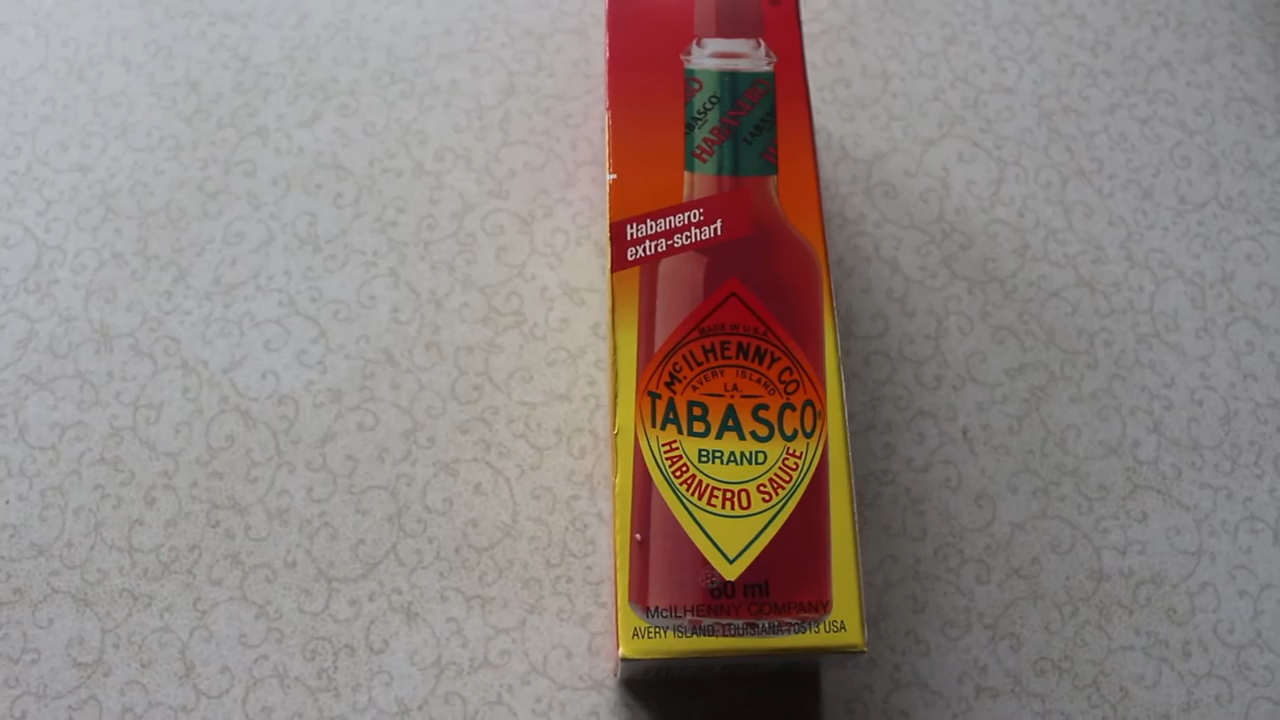 TABASCO
HABANERO
Habanero:
extra-scharf
MADE IN U.S.A.
McILHENNY CO.
AVERY ISLAND
LA.
TABASCO®
BRAND
HABANERO SAUCE
60 ml
McILHENNY COMPANY
AVERY ISLAND, LOUISIANA 70513 USA